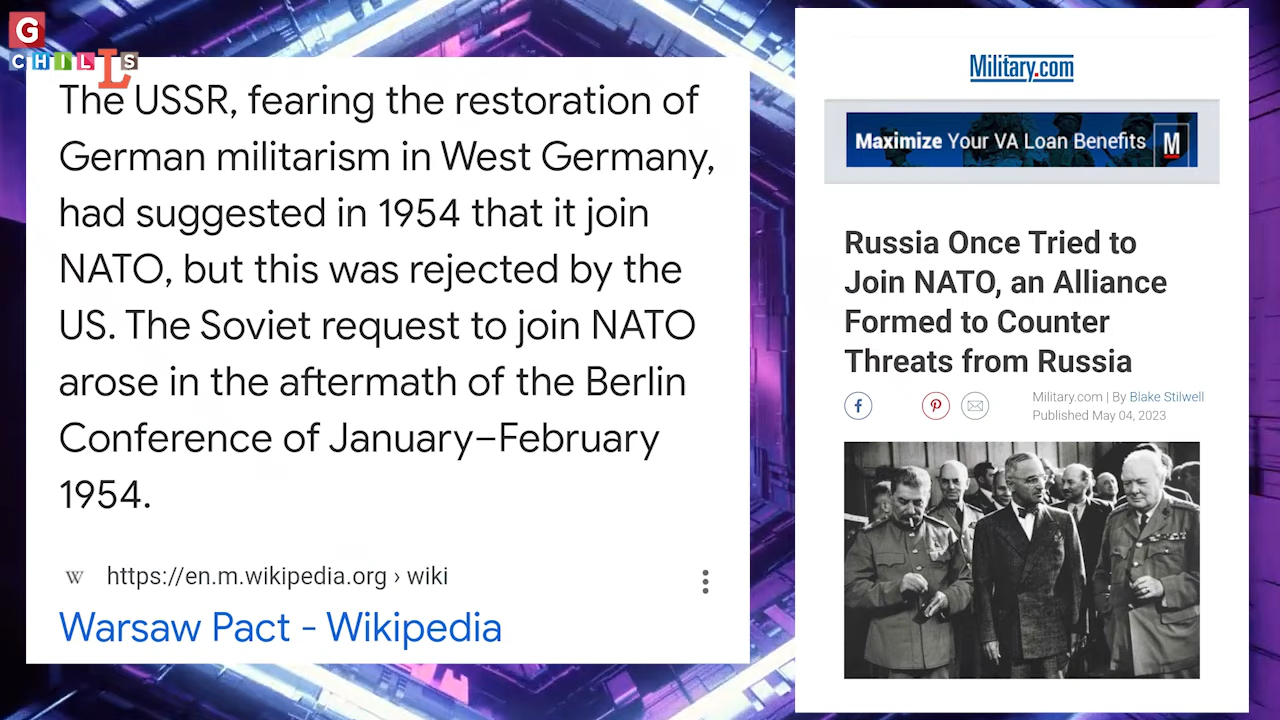 G
CHILLS
The USSR, fearing the restoration of
German militarism in West Germany,
had suggested in 1954 that it join
NATO, but this was rejected by the
US. The Soviet request to join NATO
arose in the aftermath of the Berlin
Conference of January–February
1954.
W https://en.m.wikipedia.org › wiki
Warsaw Pact - Wikipedia
Military.com
Maximize Your VA Loan Benefits M
Russia Once Tried to
Join NATO, an Alliance
Formed to Counter
Threats from Russia
Military.com | By Blake Stilwell
Published May 04, 2023